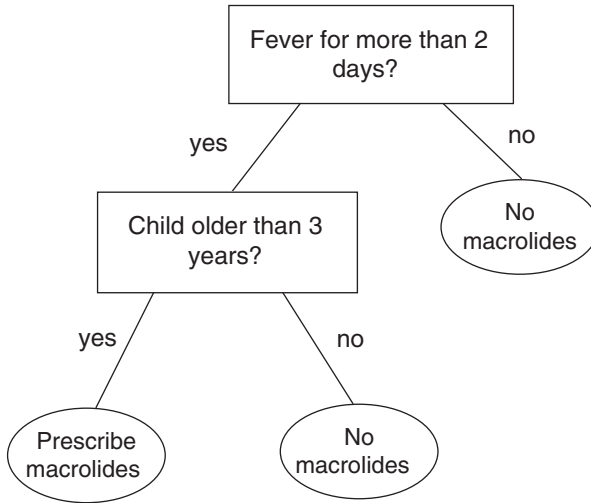 Fever for more than 2
days?
yes
no
No
macrolides
Child older than 3
years?
yes
no
Prescribe
macrolides
No
macrolides